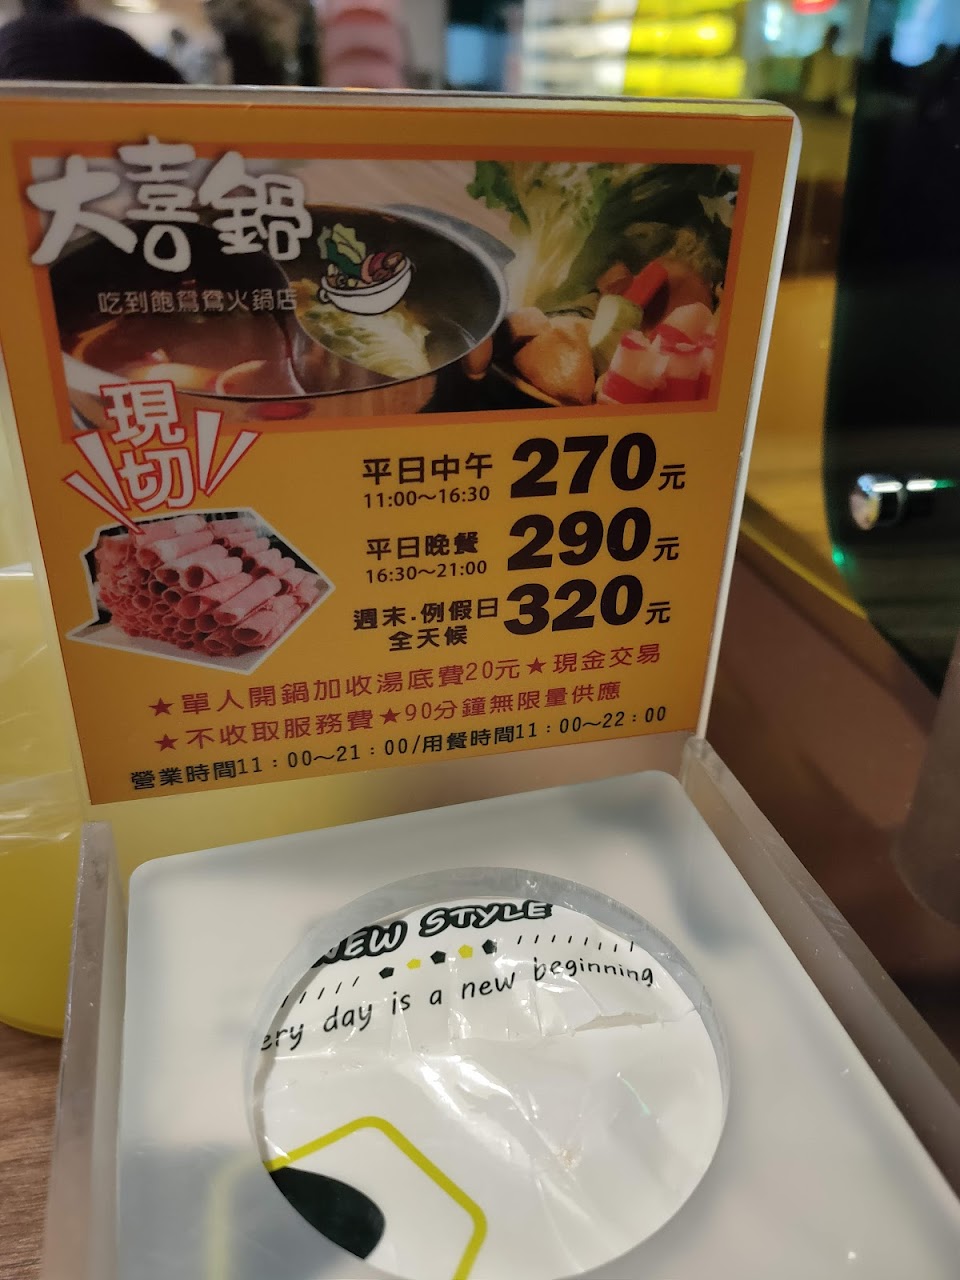 大喜鍋
吃到飽鴛鴦火鍋店
現切
平日中午 270元
11:00～16:30
平日晚餐 290元
16:30～21:00
週末.例假日 320元
全天候
★單人開鍋加收湯底費20元★現金交易
★不收取服務費★90分鐘無限量供應
營業時間11：00～21：00/用餐時間11：00～22：00
NEW STYLE
ery day is a new beginning